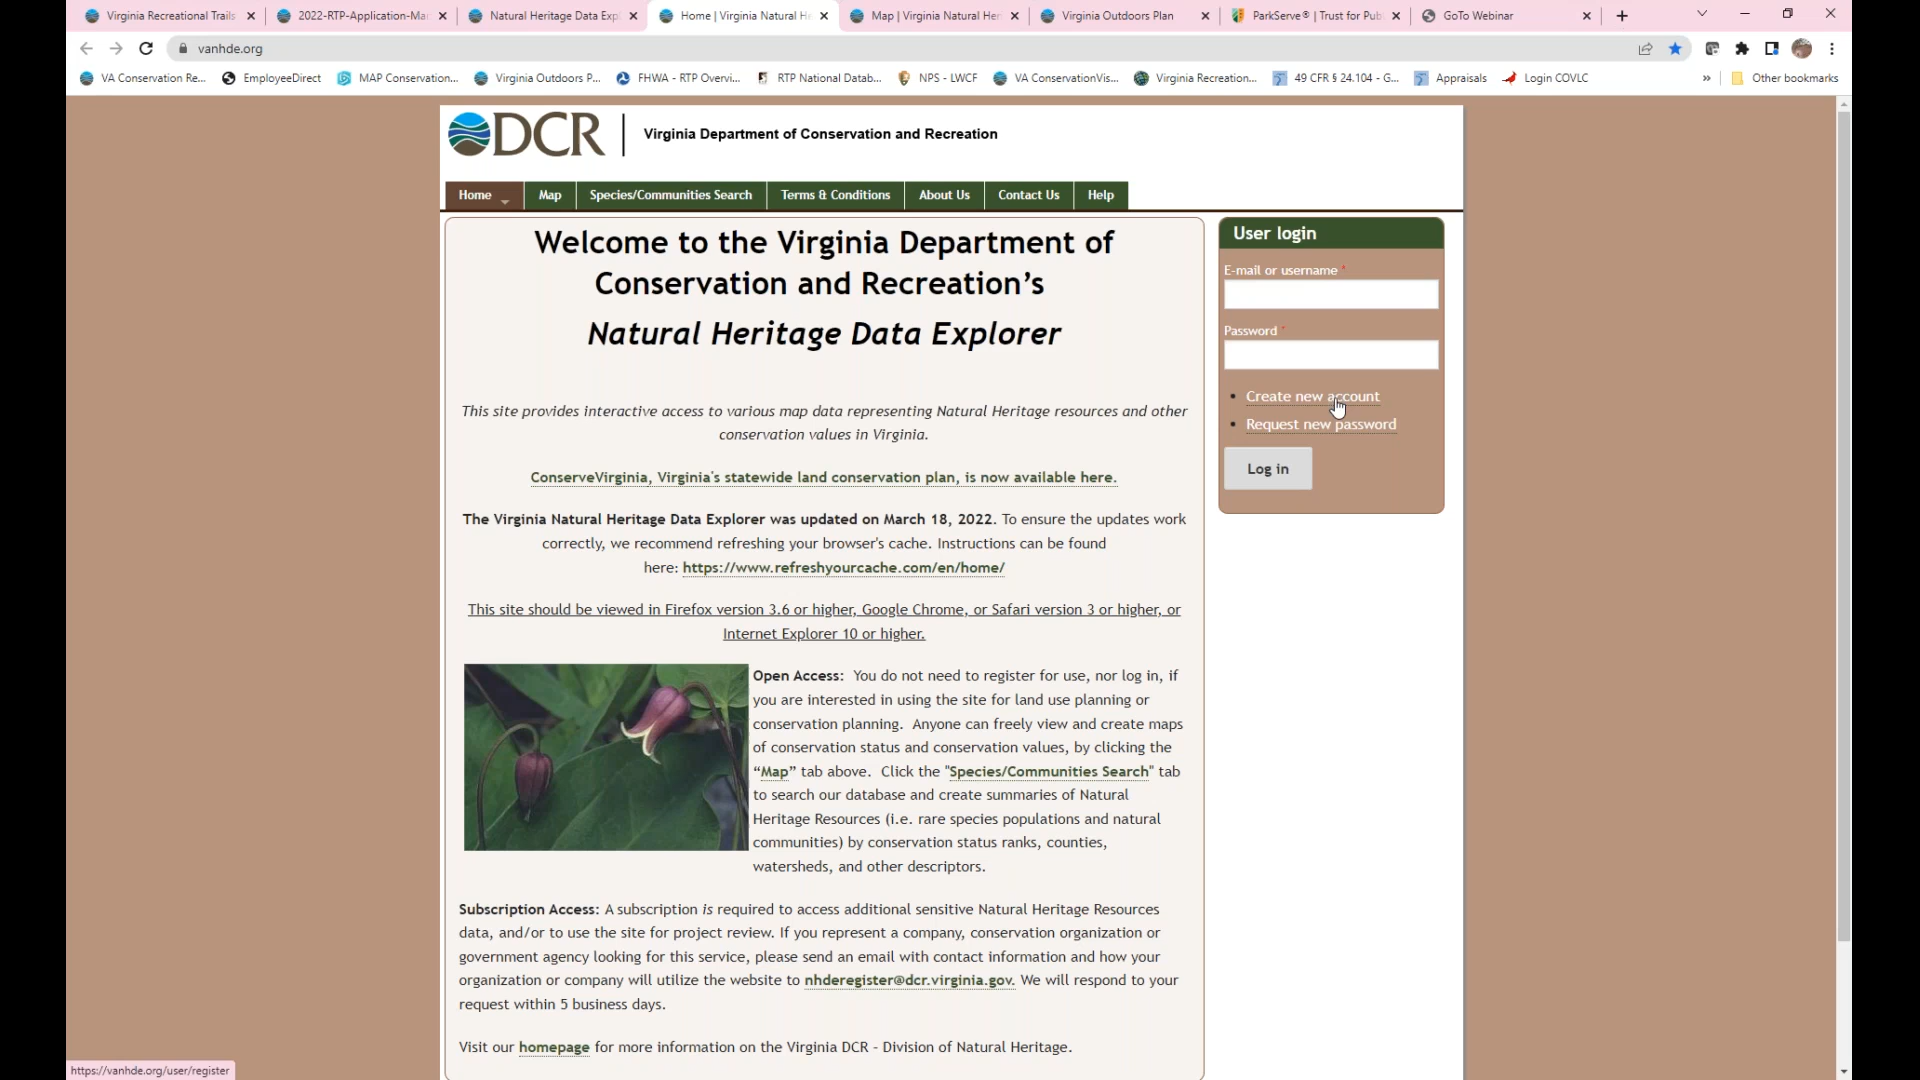 Virginia Recreational Trails
2022-RTP-Application-Ma
Natural Heritage Data Exp
Home | Virginia Natural H
Map | Virginia Natural Her
Virginia Outdoors Plan
ParkServe® | Trust for Pub
GoTo Webinar
vanhde.org
VA Conservation Re...
EmployeeDirect
MAP Conservation...
Virginia Outdoors P...
FHWA - RTP Overvi...
RTP National Datab...
NPS - LWCF
VA ConservationVis...
Virginia Recreation...
49 CFR § 24.104 - G...
Appraisals
Login COVLC
»
Other bookmarks
DCR
Virginia Department of Conservation and Recreation
Home
Map
Species/Communities Search
Terms & Conditions
About Us
Contact Us
Help
Welcome to the Virginia Department of
Conservation and Recreation’s
Natural Heritage Data Explorer
This site provides interactive access to various map data representing Natural Heritage resources and other
conservation values in Virginia.
ConserveVirginia, Virginia's statewide land conservation plan, is now available here.
The Virginia Natural Heritage Data Explorer was updated on March 18, 2022. To ensure the updates work
correctly, we recommend refreshing your browser's cache. Instructions can be found
here: https://www.refreshyourcache.com/en/home/
This site should be viewed in Firefox version 3.6 or higher, Google Chrome, or Safari version 3 or higher, or
Internet Explorer 10 or higher.
Open Access: You do not need to register for use, nor log in, if
you are interested in using the site for land use planning or
conservation planning. Anyone can freely view and create maps
of conservation status and conservation values, by clicking the
“Map” tab above. Click the "Species/Communities Search" tab
to search our database and create summaries of Natural
Heritage Resources (i.e. rare species populations and natural
communities) by conservation status ranks, counties,
watersheds, and other descriptors.
Subscription Access: A subscription is required to access additional sensitive Natural Heritage Resources
data, and/or to use the site for project review. If you represent a company, conservation organization or
government agency looking for this service, please send an email with contact information and how your
organization or company will utilize the website to nhderegister@dcr.virginia.gov. We will respond to your
request within 5 business days.
Visit our homepage for more information on the Virginia DCR - Division of Natural Heritage.
User login
E-mail or username *
Password *
• Create new account
• Request new password
Log in
https://vanhde.org/user/register